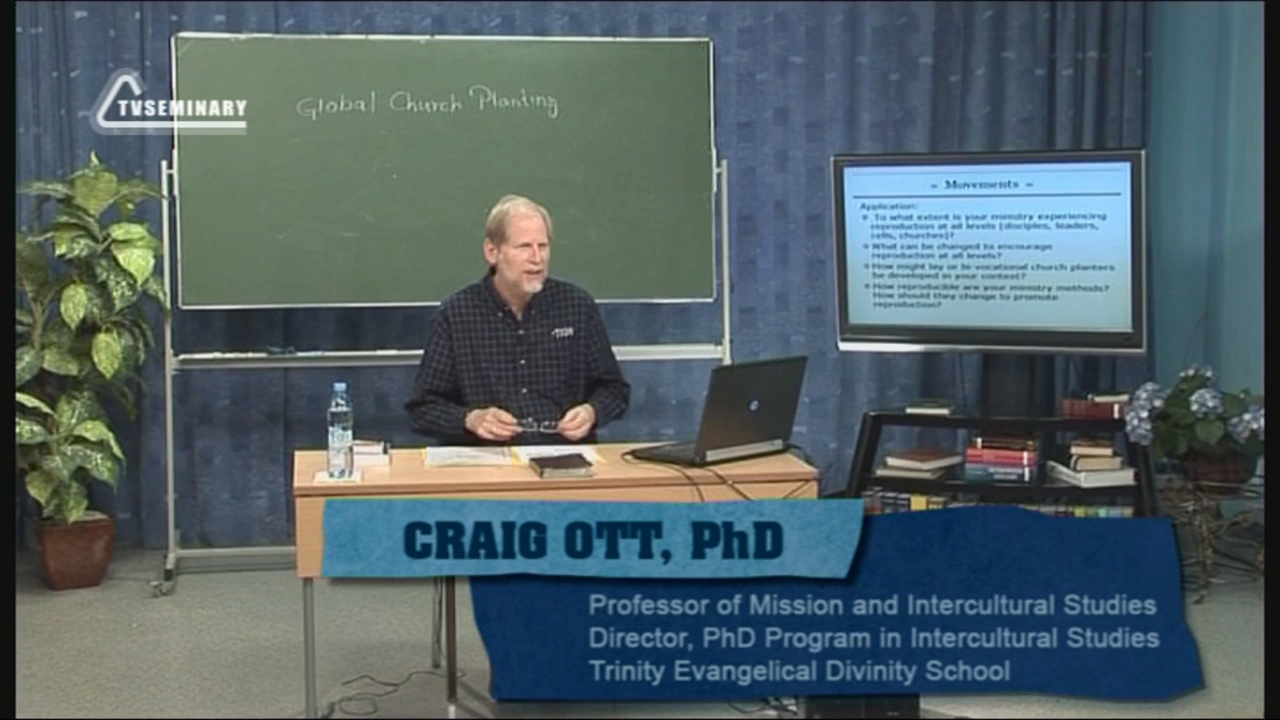 TVSEMINARY
Global Church Planting
- Movements -
Application:
To what extent is your ministry experiencing
reproduction at all levels (disciples, leaders,
cells, churches)?
What can be changed to encourage
reproduction at all levels?
How might lay or bi-vocational church planters
be developed in your context?
How reproducible are your ministry methods?
How should they change to promote
reproduction?
CRAIG OTT, PhD
Professor of Mission and Intercultural Studies
Director, PhD Program in Intercultural Studies
Trinity Evangelical Divinity School